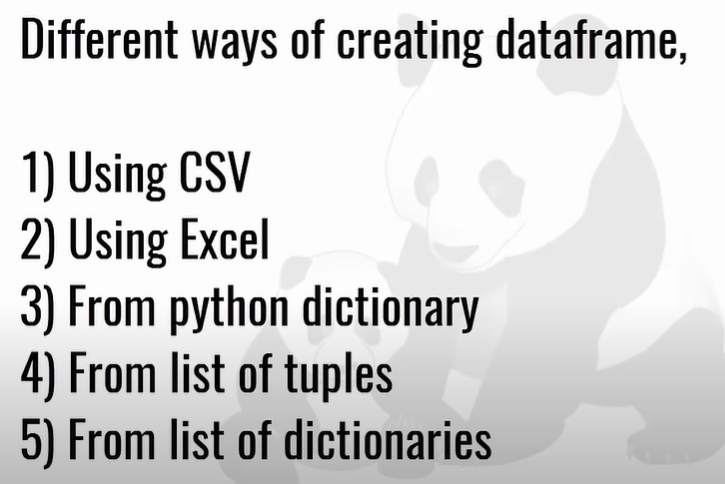 Different ways of creating dataframe,
1) Using CSV
2) Using Excel
3) From python dictionary
4) From list of tuples
5) From list of dictionaries